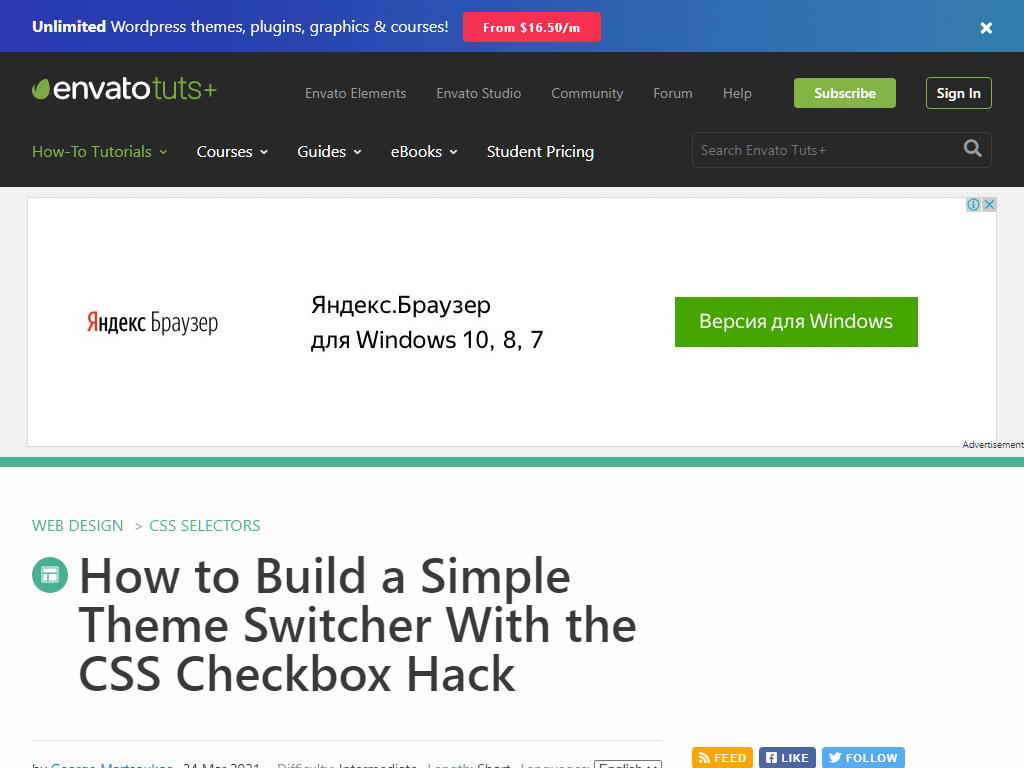 Unlimited Wordpress themes, plugins, graphics & courses! From $16.50/m
envato tuts+
Envato Elements Envato Studio Community Forum Help Subscribe Sign In
How-To Tutorials Courses Guides eBooks Student Pricing Search Envato Tuts+
Яндекс Браузер
Яндекс.Браузер
для Windows 10, 8, 7
Версия для Windows
Advertisement
WEB DESIGN > CSS SELECTORS
How to Build a Simple
Theme Switcher With the
CSS Checkbox Hack
by George Martsoukos 24 Mar 2021 Difficulty: Intermediate Length: Short Languages: English
FEED LIKE FOLLOW